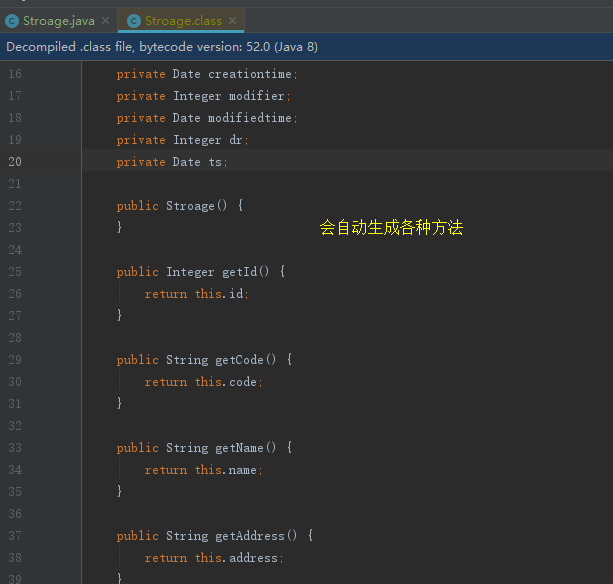 Stroage.java Stroage.class
Decompiled .class file, bytecode version: 52.0 (Java 8)
16 private Date creationtime;
17 private Integer modifier;
18 private Date modifiedtime;
19 private Integer dr;
20 private Date ts;
21
22 public Stroage() {
23 } 会自动生成各种方法
24
25 public Integer getId() {
26 return this.id;
27 }
28
29 public String getCode() {
30 return this.code;
31 }
32
33 public String getName() {
34 return this.name;
35 }
36
37 public String getAddress() {
38 return this.address;
39 }